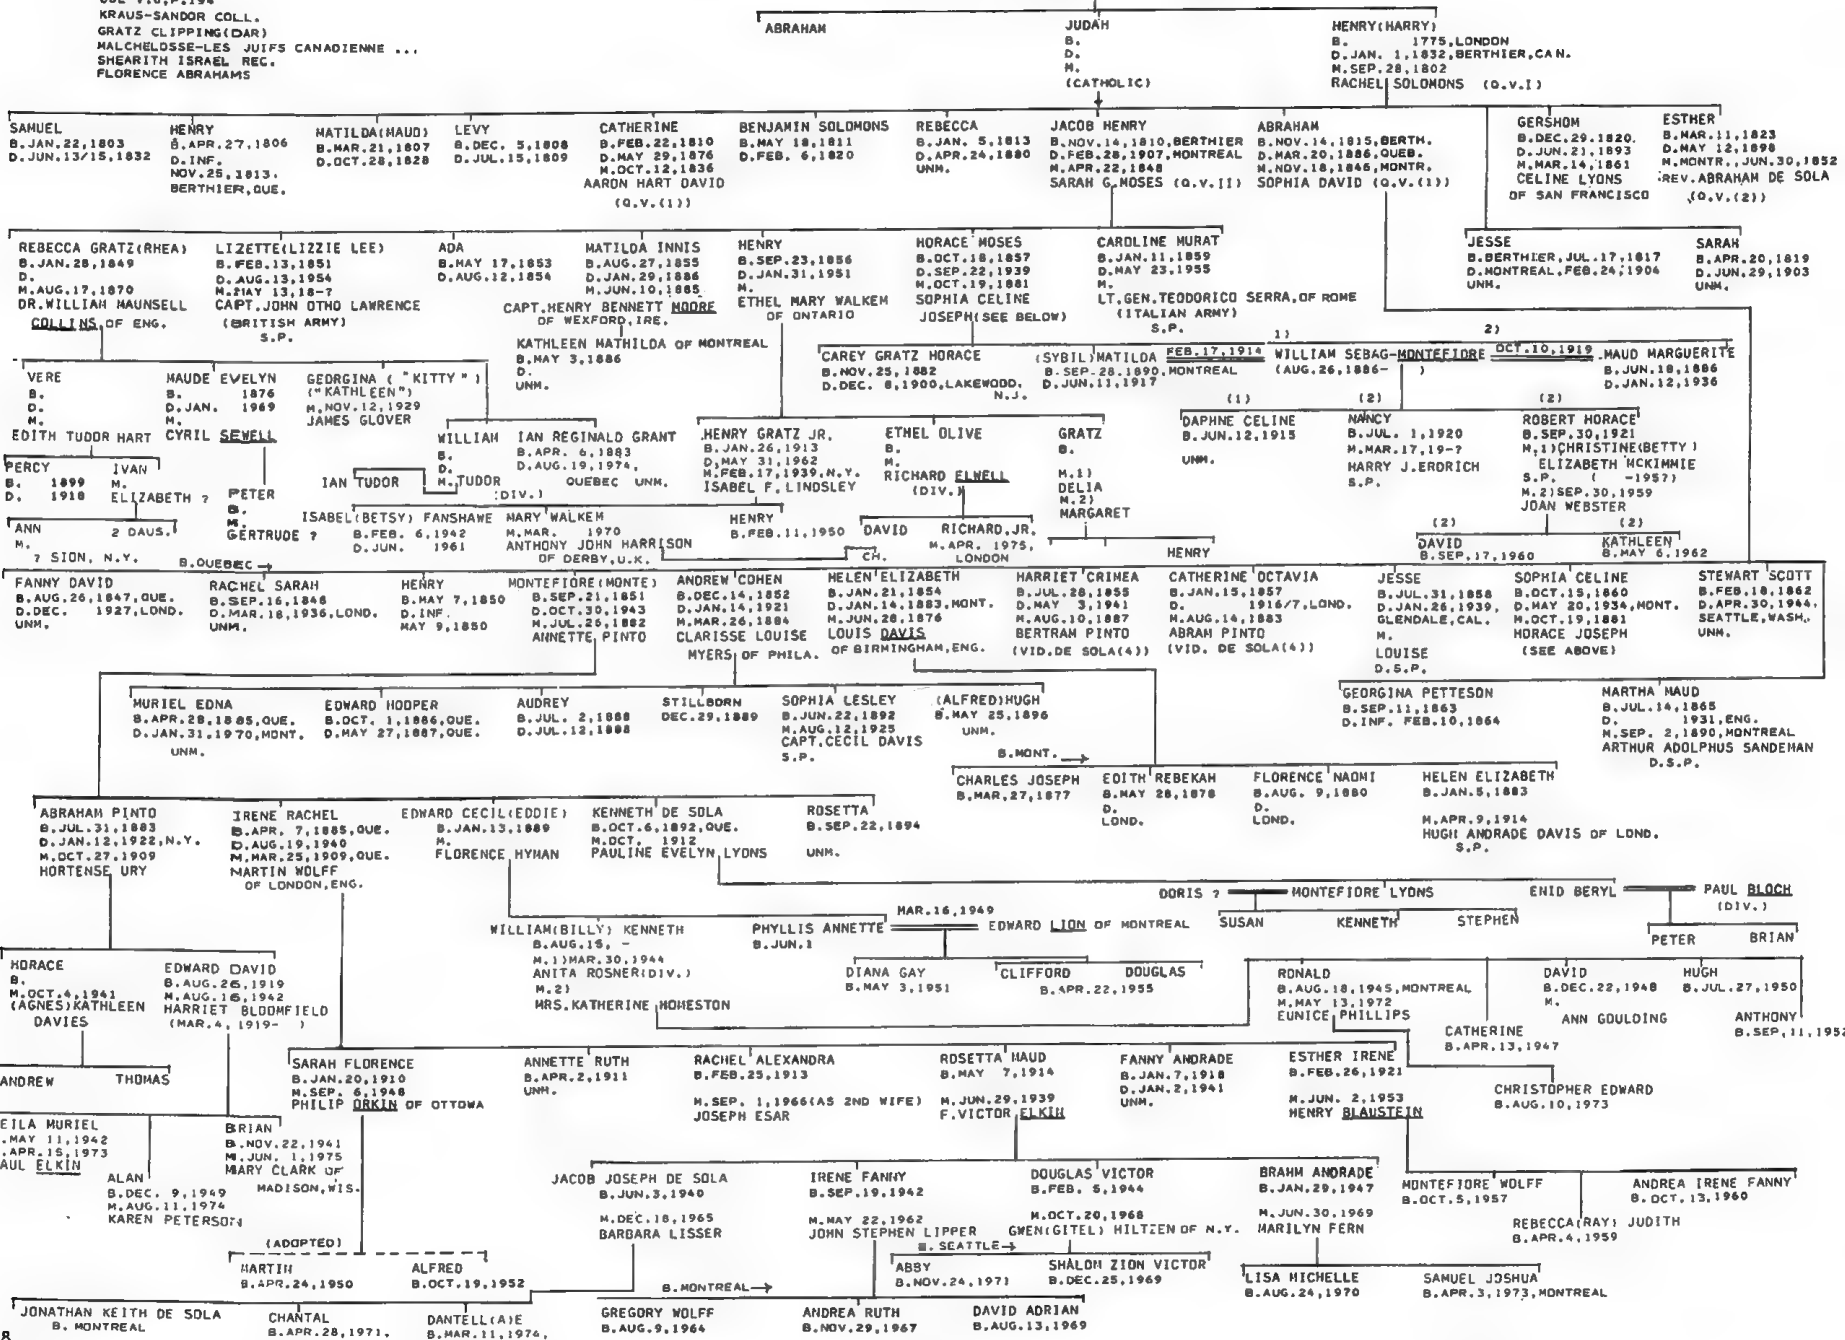 KRAUS-SANDOR COLL.
GRATZ CLIPPING(DAR)
MALCHELOSSE-LES JUIFS CANADIENNE ...
SHEARITH ISRAEL REC.
FLORENCE ABRAHAMS
ABRAHAM
JUDAH
B.
D.
M.
(CATHOLIC)
HENRY(HARRY)
B. 1775,LONDON
D.JAN. 1,1832,BERTHIER,CAN.
M.SEP.28,1802
RACHEL SOLOMONS (Q.V.I)
SAMUEL
B.JAN.22,1803
D.JUN.13/15,1832
HENRY
B.APR.27,1806
D.INF.
NOV.25,1813.
BERTHIER,QUE.
MATILDA(MAUD)
B.MAR.21,1807
D.OCT.28,1828
LEVY
B.DEC. 5,1808
D.JUL.15,1809
CATHERINE
B.FEB.22,1810
D.MAY 29,1876
M.OCT.12,1836
AARON HART DAVID
(Q.V.(1))
BENJAMIN SOLOMONS
B.MAY 18,1811
D.FEB. 6,1820
REBECCA
B.JAN. 5,1813
D.APR.24,1880
UNM.
JACOB HENRY
B.NOV.14,1810,BERTHIER
D.FEB.28,1907,MONTREAL
M.APR.22,1848
SARAH G.MOSES (Q.V.II)
ABRAHAM
B.NOV.14,1815,BERTH.
D.MAR.20,1886,QUEB.
M.NOV.18,1846,MONTR.
SOPHIA DAVID (Q.V.(1))
GERSHOM
B.DEC.29,1820.
D.JUN.21,1893
M.MAR.14,1861
CELINE LYONS
OF SAN FRANCISCO
ESTHER
B.MAR.11,1823
D.MAY 12,1898
M.MONTR.,JUN.30,1852
REV.ABRAHAM DE SOLA
(Q.V.(2))
REBECCA GRATZ(RHEA)
B.JAN.28,1849
D.
M.AUG.17,1870
DR.WILLIAM MAUNSELL
COLLINS OF ENG.
LIZETTE(LIZZIE LEE)
B.FEB.13,1851
D.AUG.13,1954
M.MAY 13,18-?
CAPT.JOHN OTHO LAWRENCE
(BRITISH ARMY)
S.P.
ADA
B.MAY 17,1853
D.AUG.12,1854
MATILDA INNIS
B.AUG.27,1855
D.JAN.29,1886
M.JUN.10,1885
CAPT.HENRY BENNETT MOORE
OF WEXFORD,IRE.
KATHLEEN MATHILDA OF MONTREAL
B.MAY 3,1886
D.
UNM.
HENRY
B.SEP.23,1856
D.JAN.31,1951
M.
ETHEL MARY WALKEM
OF ONTARIO
HORACE MOSES
B.OCT.18,1857
D.SEP.22,1939
M.OCT.19,1881
SOPHIA CELINE
JOSEPH(SEE BELOW)
CAROLINE MURAT
B.JAN.11,1859
D.MAY 23,1955
M.
LT.GEN.TEODORICO SERRA,OF ROME
(ITALIAN ARMY)
S.P.
JESSE
B.BERTHIER,JUL.17,1817
D.MONTREAL,FEB.24,1904
UNM.
SARAH
B.APR.20,1819
D.JUN.29,1903
UNM.
VERE
B.
D.
M.
EDITH TUDOR HART
MAUDE EVELYN
B. 1876
D.JAN. 1969
M.
CYRIL SEWELL
GEORGINA ( "KITTY" )
("KATHLEEN")
M.NOV.12,1929
JAMES GLOVER
CAREY GRATZ HORACE
B.NOV.25,1882
D.DEC. 8,1900,LAKEWOOD,
N.J.
(SYBIL)MATILDA
B.SEP.28,1890,MONTREAL
D.JUN.11,1917
FEB.17,1914
1)
WILLIAM SEBAG-MONTEFIORE
(AUG.26,1886- )
2)
OCT.10,1919
MAUD MARGUERITE
B.JUN.18,1886
D.JAN.12,1936
WILLIAM
B.
D.
M.TUDOR
(DIV.)
IAN REGINALD GRANT
B.APR. 6,1883
D.AUG.19,1974,
QUEBEC UNM.
HENRY GRATZ JR.
B.JAN.26,1913
D.MAY 31,1962
M.FEB.17,1939,N.Y.
ISABEL F.LINDSLEY
ETHEL OLIVE
B.
M.
RICHARD ELWELL
(DIV.)
GRATZ
B.
M.1)
DELIA
M.2)
MARGARET
(1)
DAPHNE CELINE
B.JUN.12,1915
UNM.
(2)
NANCY
B.JUL. 1,1920
M.MAR.17,19-?
HARRY J.ERDRICH
S.P.
(2)
ROBERT HORACE
B.SEP.30,1921
M.1)CHRISTINE(BETTY)
ELIZABETH MCKIMMIE
S.P. ( -1957)
M.2)SEP.30,1959
JOAN WEBSTER
PERCY
B. 1899
D. 1918
IVAN
M.
ELIZABETH ?
PETER
B.
M.
GERTRUDE ?
IAN TUDOR
ANN
M.
? SION, N.Y.
2 DAUS.
ISABEL(BETSY) FANSHAWE
B.FEB. 6,1942
D.JUN. 1961
MARY WALKEM
M.MAR. 1970
ANTHONY JOHN HARRISON
OF DERBY,U.K.
CH.
HENRY
B.FEB.11,1950
DAVID
RICHARD,JR.
M.APR. 1975,
LONDON
HENRY
(2)
DAVID
B.SEP.17,1960
(2)
KATHLEEN
B.MAY 6,1962
B.QUEBEC →
FANNY DAVID
B.AUG.26,1847,QUE.
D.DEC. 1927,LOND.
UNM.
RACHEL SARAH
B.SEP.16,1848
D.MAR.18,1936,LOND.
UNM.
HENRY
B.MAY 7,1850
D.INF.
MAY 9,1850
MONTEFIORE(MONTE)
B.SEP.21,1851
D.OCT.30,1943
M.JUL.26,1882
ANNETTE PINTO
ANDREW COHEN
B.DEC.14,1852
D.JAN.14,1921
M.MAR.26,1884
CLARISSE LOUISE
MYERS OF PHILA.
HELEN ELIZABETH
B.JAN.21,1854
D.JAN.14,1883,MONT.
M.JUN.28,1876
LOUIS DAVIS
OF BIRMINGHAM,ENG.
HARRIET CRIMEA
B.JUL.28,1855
D.MAY 3,1941
M.AUG.10,1887
BERTRAM PINTO
(VID.DE SOLA(4))
CATHERINE OCTAVIA
B.JAN.15,1857
D. 1916/7,LOND.
M.AUG.14,1883
ABRAM PINTO
(VID. DE SOLA(4))
JESSE
B.JUL.31,1858
D.JAN.26,1939,
GLENDALE,CAL.
M.
LOUISE
D.S.P.
SOPHIA CELINE
B.OCT.15,1860
D.MAY 20,1934,MONT.
M.OCT.19,1881
HORACE JOSEPH
(SEE ABOVE)
STEWART SCOTT
B.FEB.18,1862
D.APR.30,1944,
SEATTLE,WASH.,
UNM.
MURIEL EDNA
B.APR.28,1885,QUE.
D.JAN.31,1970,MONT.
UNM.
EDWARD HOOPER
B.OCT. 1,1886,QUE.
D.MAY 27,1887,QUE.
AUDREY
B.JUL. 2,1888
D.JUL.12,1888
STILLBORN
DEC.29,1889
SOPHIA LESLEY
B.JUN.22,1892
M.AUG.12,1925
CAPT.CECIL DAVIS
S.P.
(ALFRED)HUGH
B.MAY 25,1896
UNM.
GEORGINA PETTESON
B.SEP.11,1863
D.INF. FEB.10,1864
MARTHA MAUD
B.JUL.14,1865
D. 1931,ENG.
M.SEP. 2,1890,MONTREAL
ARTHUR ADOLPHUS SANDEMAN
D.S.P.
B.MONT. →
CHARLES JOSEPH
B.MAR.27,1877
EDITH REBEKAH
B.MAY 28,1878
D.
LOND.
FLORENCE NAOMI
B.AUG. 9,1880
D.
LOND.
HELEN ELIZABETH
B.JAN.5,1883
M.APR.9,1914
HUGH ANDRADE DAVIS OF LOND.
S.P.
ABRAHAM PINTO
B.JUL.31,1883
D.JAN.12,1922,N.Y.
M.OCT.27,1909
HORTENSE URY
IRENE RACHEL
B.APR. 7,1885,QUE.
D.AUG.19,1940
M.MAR.25,1909,QUE.
MARTIN WOLFF
OF LONDON,ENG.
EDWARD CECIL(EDDIE)
B.JAN.13,1889
M.
FLORENCE HYMAN
KENNETH DE SOLA
B.OCT.6,1892,QUE.
M.OCT. 1912
PAULINE EVELYN LYONS
ROSETTA
B.SEP.22,1894
UNM.
DORIS ?
MONTEFIORE LYONS
ENID BERYL
PAUL BLOCH
(DIV.)
SUSAN
KENNETH
STEPHEN
PETER
BRIAN
WILLIAM(BILLY) KENNETH
B.AUG.15, -
M.1)MAR.30,1944
ANITA ROSNER(DIV.)
M.2)
MRS.KATHERINE HOMESTON
PHYLLIS ANNETTE
B.JUN.1
MAR.16,1949
EDWARD LION OF MONTREAL
DIANA GAY
B.MAY 3,1951
CLIFFORD
DOUGLAS
B.APR.22,1955
HORACE
B.
M.OCT.4,1941
(AGNES)KATHLEEN
DAVIES
EDWARD DAVID
B.AUG.26,1919
M.AUG.16,1942
HARRIET BLOOMFIELD
(MAR.4, 1919- )
RONALD
B.AUG.18,1945,MONTREAL
M.MAY 13,1972
EUNICE PHILLIPS
CATHERINE
B.APR.13,1947
DAVID
B.DEC.22,1948
M.
ANN GOULDING
HUGH
B.JUL.27,1950
ANTHONY
B.SEP.11,1952
ANDREW
THOMAS
SARAH FLORENCE
B.JAN.20,1910
M.SEP. 6,1948
PHILIP ORKIN OF OTTOWA
ANNETTE RUTH
B.APR.2,1911
UNM.
RACHEL ALEXANDRA
B.FEB.25,1913
M.SEP. 1,1966(AS 2ND WIFE)
JOSEPH ESAR
ROSETTA MAUD
B.MAY 7,1914
M.JUN.29,1939
F.VICTOR ELKIN
FANNY ANDRADE
B.JAN.7,1918
D.JAN.2,1941
UNM.
ESTHER IRENE
B.FEB.26,1921
M.JUN. 2,1953
HENRY BLAUSTEIN
CHRISTOPHER EDWARD
B.AUG.10,1973
EILA MURIEL
.MAY 11,1942
.APR.15,1973
AUL ELKIN
ALAN
B.DEC. 9,1949
M.AUG.11,1974
KAREN PETERSON
BRIAN
B.NOV.22,1941
M.JUN. 1,1975
MARY CLARK OF
MADISON,WIS.
JACOB JOSEPH DE SOLA
B.JUN.3,1940
M.DEC.18,1965
BARBARA LISSER
IRENE FANNY
B.SEP.19,1942
M.MAY 22,1962
JOHN STEPHEN LIPPER
DOUGLAS VICTOR
B.FEB. 5,1944
M.OCT.20,1968
GWEN(GITEL) HILTZEN OF N.Y.
BRAHM ANDRADE
B.JAN.29,1947
M.JUN.30,1969
MARILYN FERN
MONTEFIORE WOLFF
B.OCT.5,1957
REBECCA(RAY) JUDITH
B.APR.4,1959
ANDREA IRENE FANNY
B.OCT.13,1960
(ADOPTED)
MARTIN
B.APR.24,1950
ALFRED
B.OCT.19,1952
B.SEATTLE→
ABBY
B.NOV.24,1971
SHALOM ZION VICTOR
B.DEC.25,1969
LISA MICHELLE
B.AUG.24,1970
SAMUEL JOSHUA
B.APR.3,1973,MONTREAL
B.MONTREAL→
JONATHAN KEITH DE SOLA
B. MONTREAL
CHANTAL
B.APR.28,1971,
DANTELL(A)E
B.MAR.11,1974,
GREGORY WOLFF
B.AUG.9,1964
ANDREA RUTH
B.NOV.29,1967
DAVID ADRIAN
B.AUG.13,1969
8